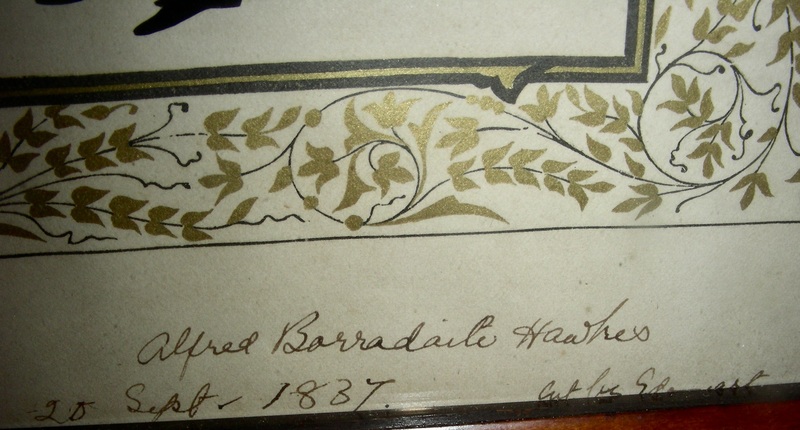 Alfred Borradaile Hawkes
20 Sept. 1837. Cut by